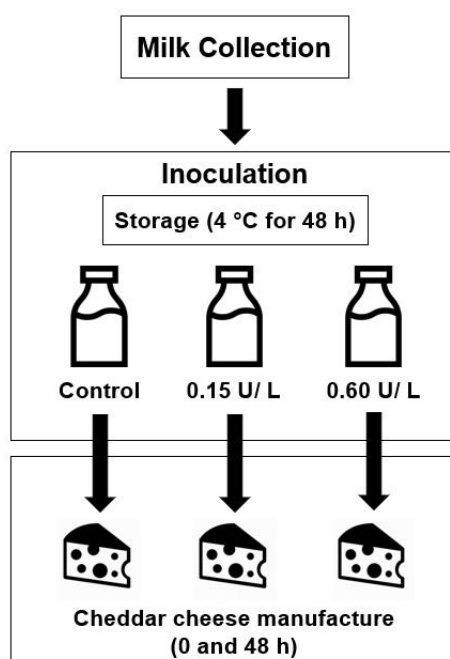 Milk Collection
Inoculation
Storage (4 °C for 48 h)
Control
0.15 U/ L
0.60 U/ L
Cheddar cheese manufacture
(0 and 48 h)